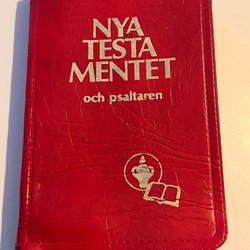 NYA
TESTA
MENTET
och psaltaren